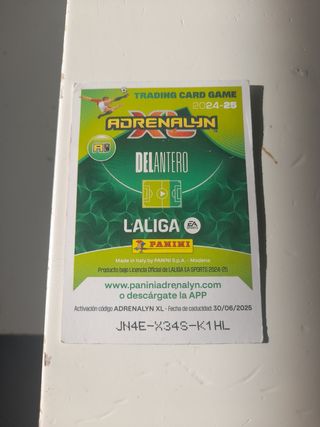 TRADING CARD GAME
2024-25
ADRENALYN
XL
DELANTERO
LALIGA
EA
SPORTS
PANINI
Made in Italy by PANINI S.p.A. - Modena
Producto bajo Licencia Oficial de LALIGA EA SPORTS 2024-25
www.paniniadrenalyn.com
o descárgate la APP
Activación código ADRENALYN XL - Fecha de caducidad: 30/06/2025
JN4E-X34S-K1HL